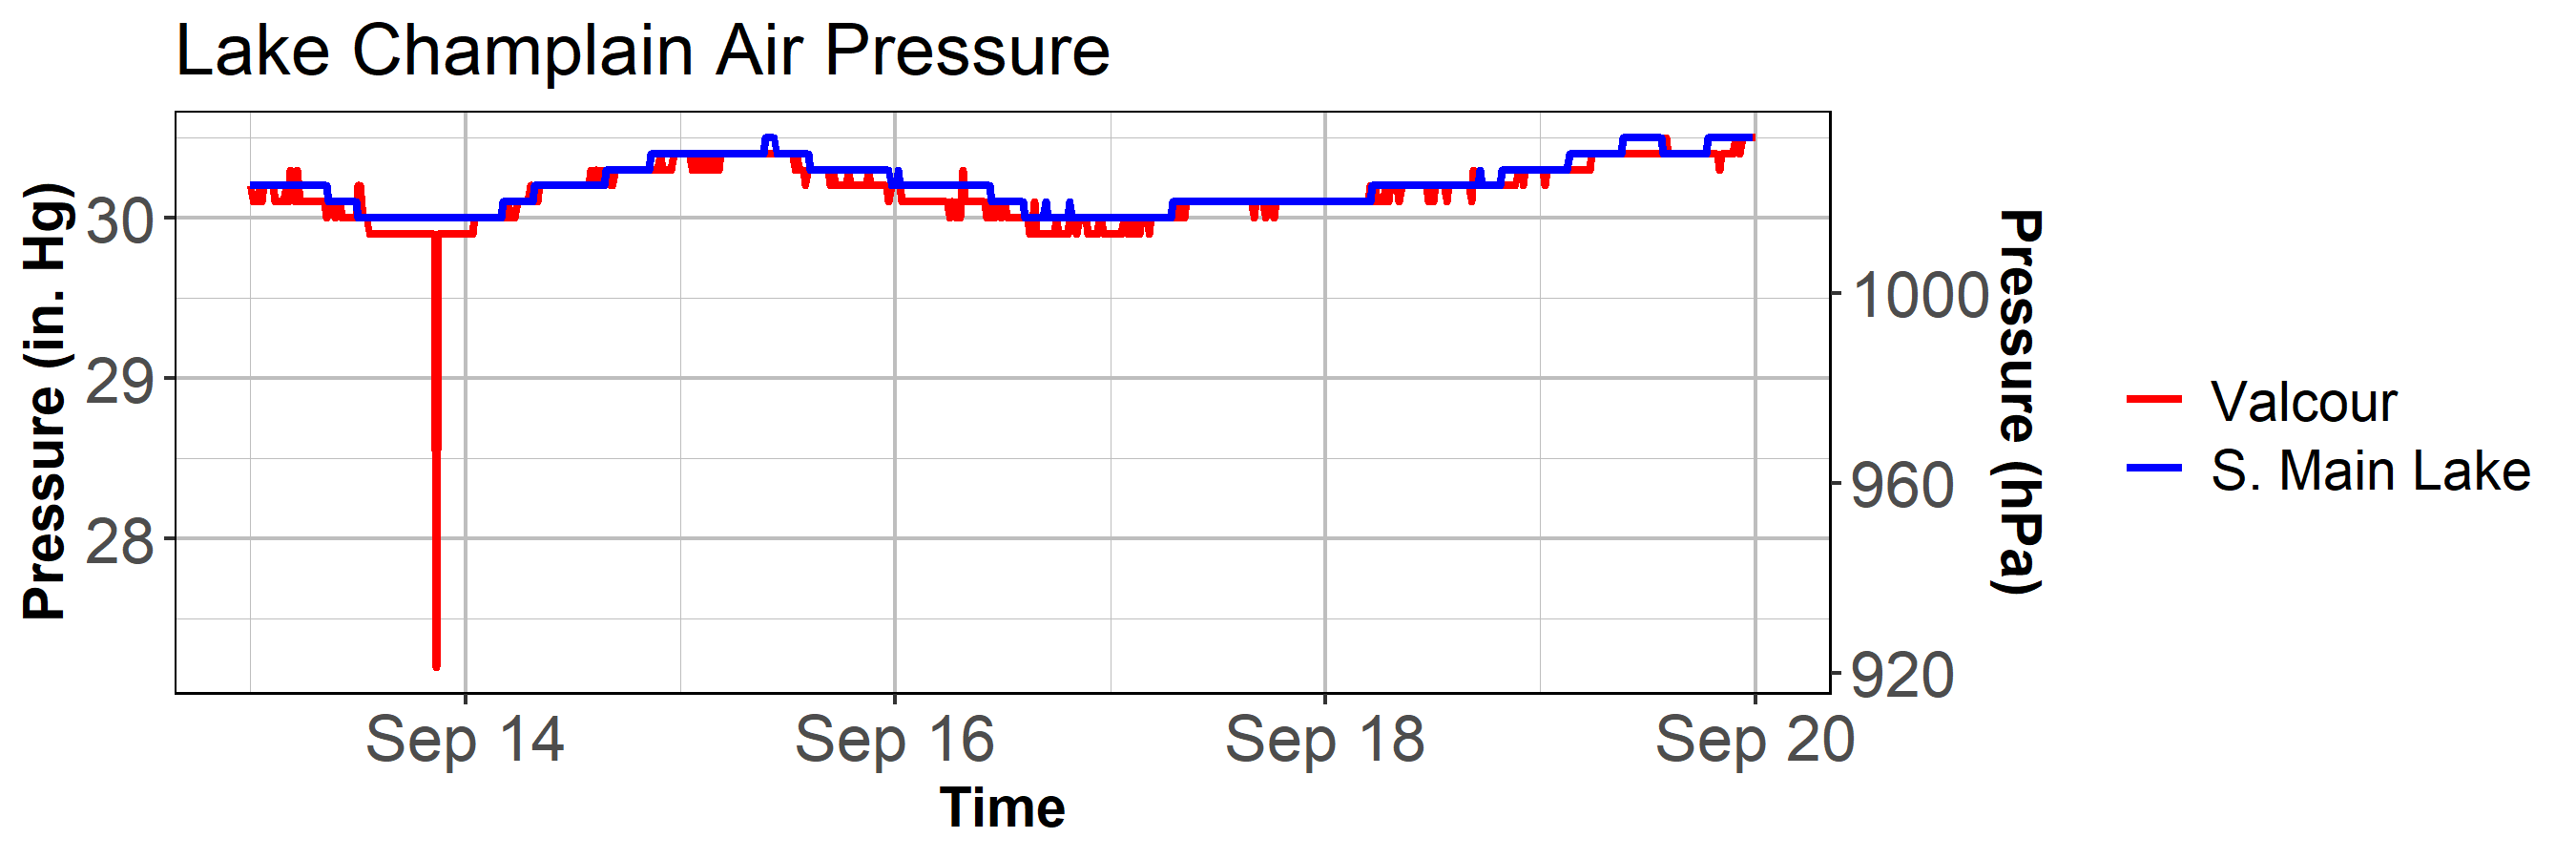 Lake Champlain Air Pressure
Pressure (in. Hg)
30
29
28
1000
960
920
Pressure (hPa)
Sep 14
Sep 16
Sep 18
Sep 20
Time
Valcour
S. Main Lake